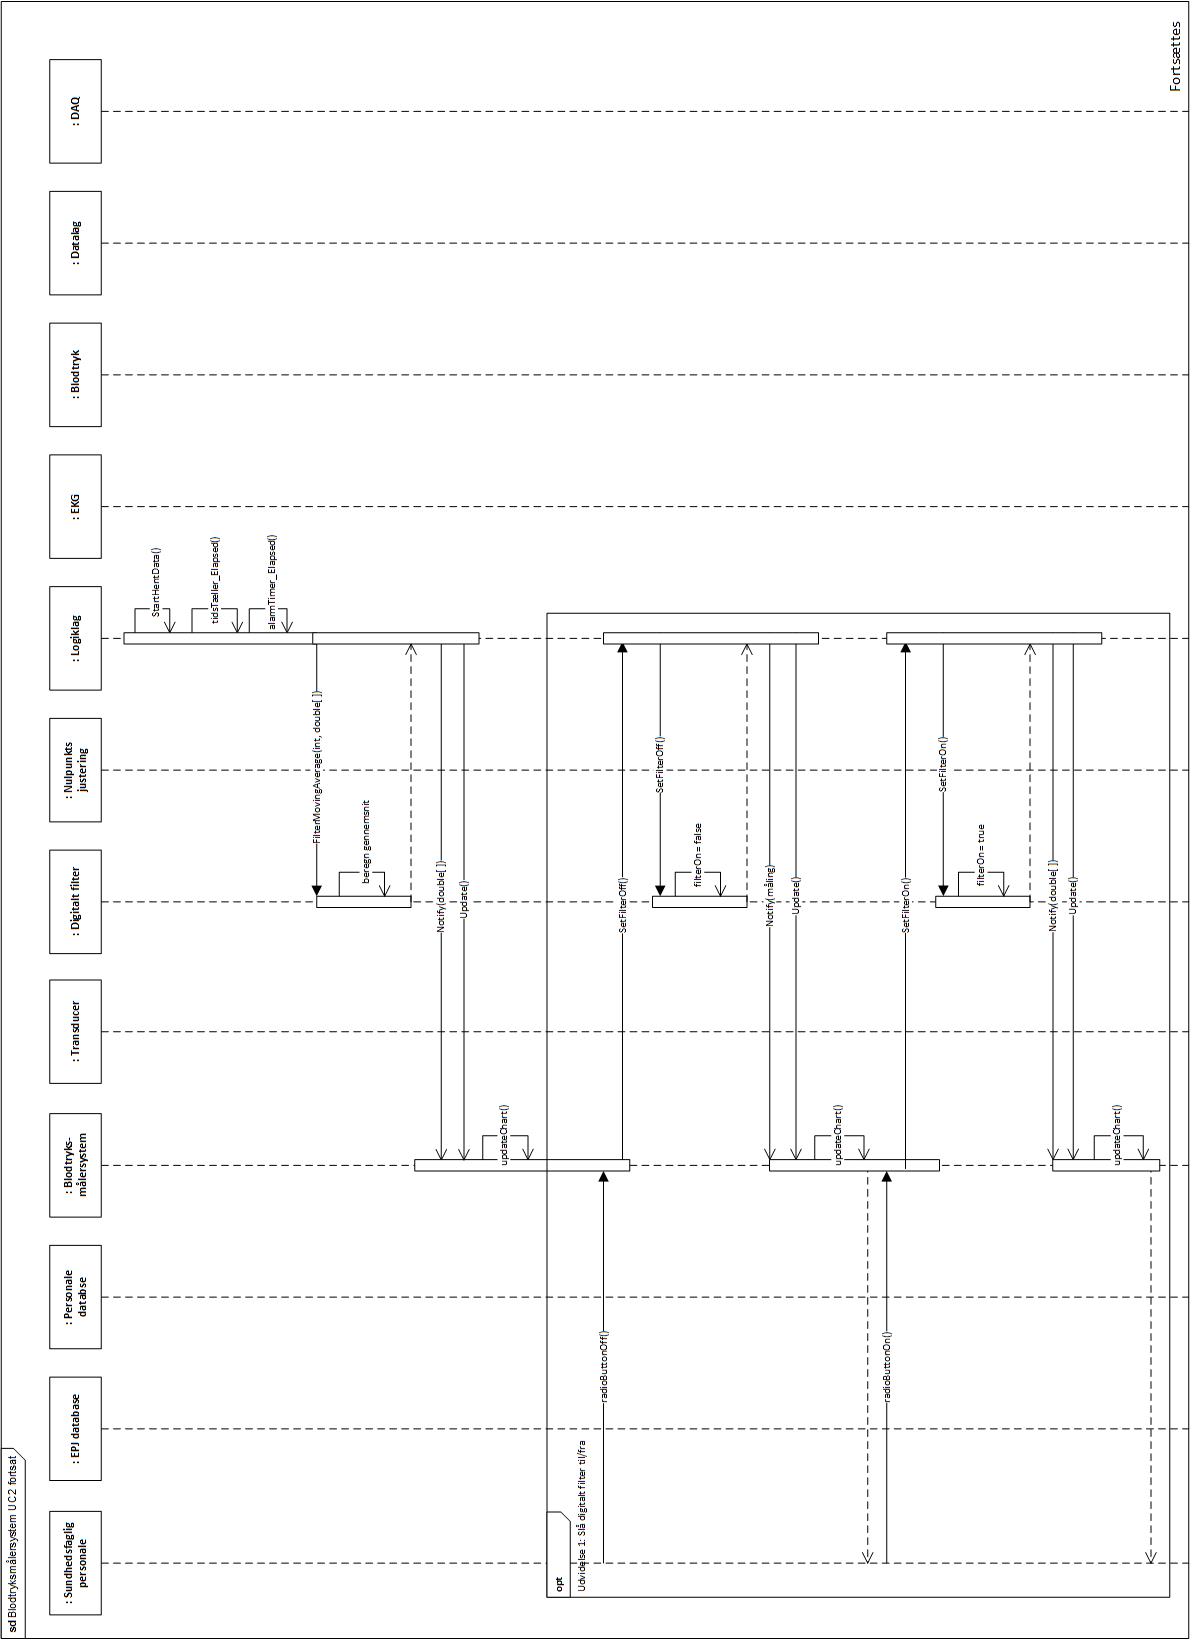 sd Blodtryksmålersystem UC2 fortsat
: Sundhedsfaglig
personale
: EPJ database
: Personale
databse
: Blodtryks-
målersystem
: Transducer
: Digitalt filter
: Nulpunkts
justering
: Logiklag
: EKG
: Blodtryk
: Datalag
: DAQ
StartHentData()
tidsTæller_Elapsed()
alarmTimer_Elapsed()
FilterMovingAverage(int, double[])
beregn gennemsnit
Notify(double[])
Update()
updateChart()
opt
Udvidelse 1: Slå digitalt filter til/fra
radioButtonOff()
SetFilterOff()
SetFilterOff()
filterOn = false
Notify(måling)
Update()
updateChart()
radioButtonOn()
SetFilterOn()
SetFilterOn()
filterOn = true
Notify(double[])
Update()
updateChart()
Fortsættes